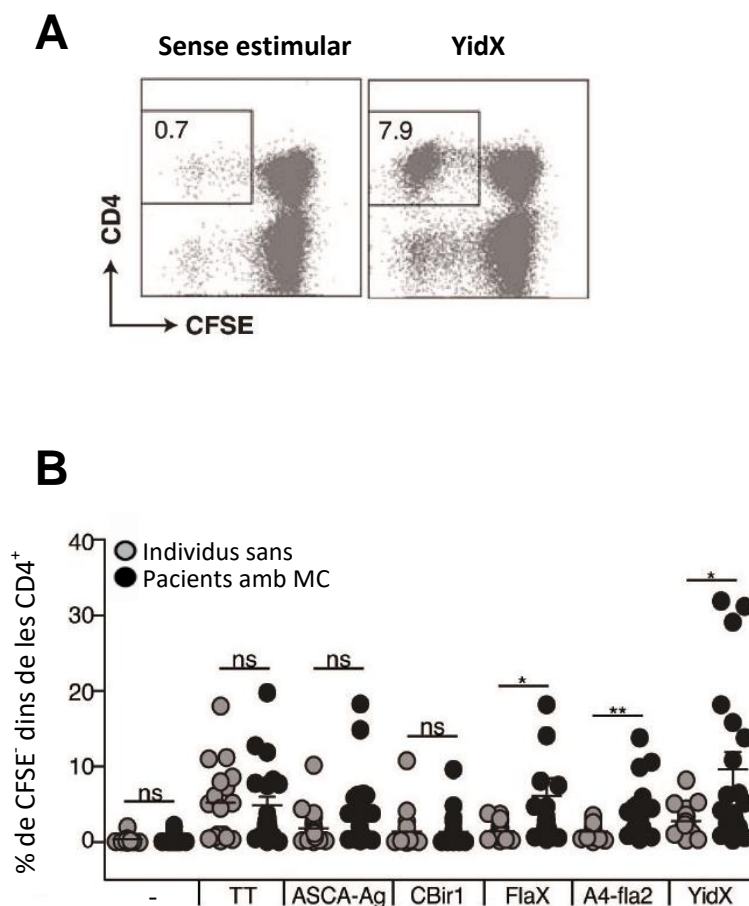 A
Sense estimular
YidX
0.7
7.9
CD4
CFSE
B
% de CFSE⁻ dins de les CD4⁺
40
30
20
10
0
Individus sans
Pacients amb MC
ns
ns
ns
ns
*
**
*
-
TT
ASCA-Ag
CBir1
FlaX
A4-fla2
YidX